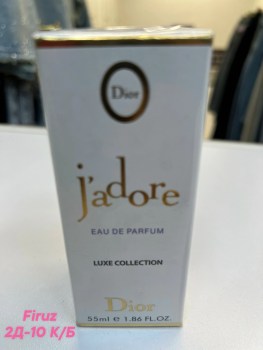 Dior
j'adore
EAU DE PARFUM
LUXE COLLECTION
Dior
55ml e 1.86 FL.OZ.
Firuz
2Д-10 К/Б